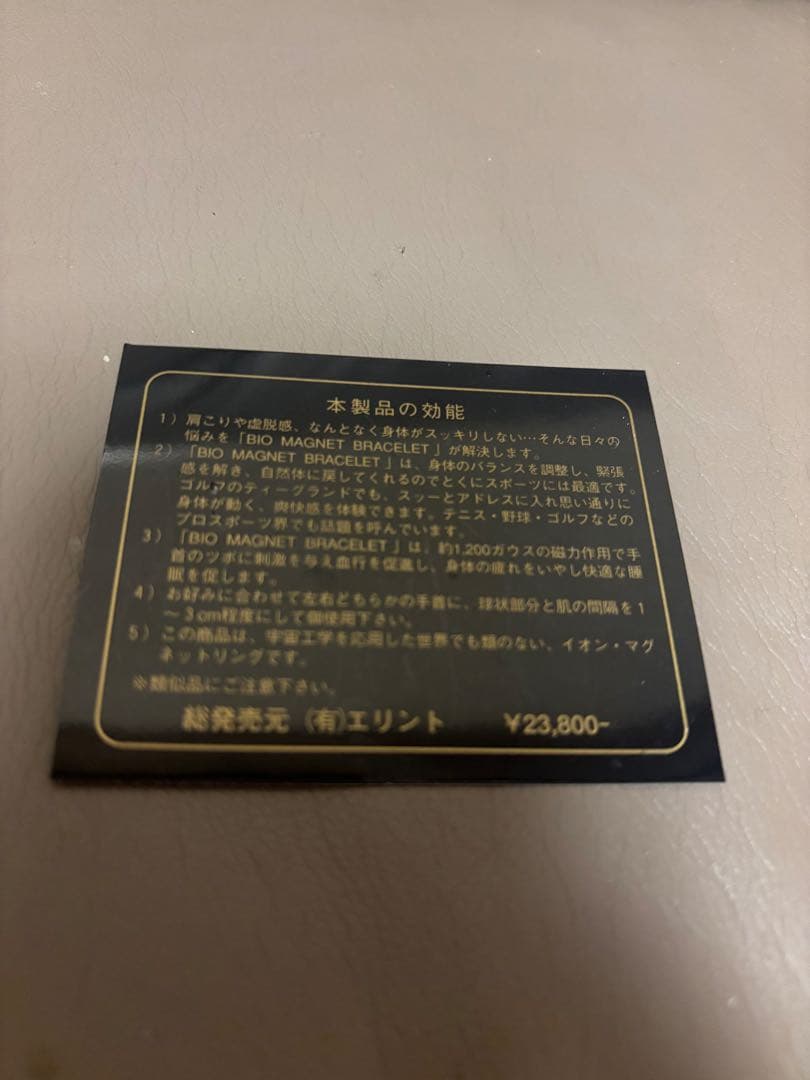 本製品の効能
1）肩こりや虚脱感、なんとなく身体がスッキリしない…そんな日々の
悩みを「BIO MAGNET BRACELET」が解決します。
2）「BIO MAGNET BRACELET」は、身体のバランスを調整し、緊張
感を解き、自然体に戻してくれるのでとくにスポーツには最適です。
ゴルフのティーグランドでも、スッーとアドレスに入れ思い通りに
身体が動く、爽快感を体験できます。テニス・野球・ゴルフなどの
プロスポーツ界でも話題を呼んでいます。
3）「BIO MAGNET BRACELET」は、約1,200ガウスの磁力作用で手
首のツボに刺激を与え血行を促進し、身体の疲れをいやし快適な睡
眠を促します。
4）お好みに合わせて左右どちらかの手首に、球状部分と肌の間隔を1
～3cm程度にして御使用下さい。
5）この商品は、宇宙工学を応用した世界でも類のない、イオン・マグ
ネットリングです。
※類似品にご注意下さい。
総発売元 (有)エリント ¥23,800-